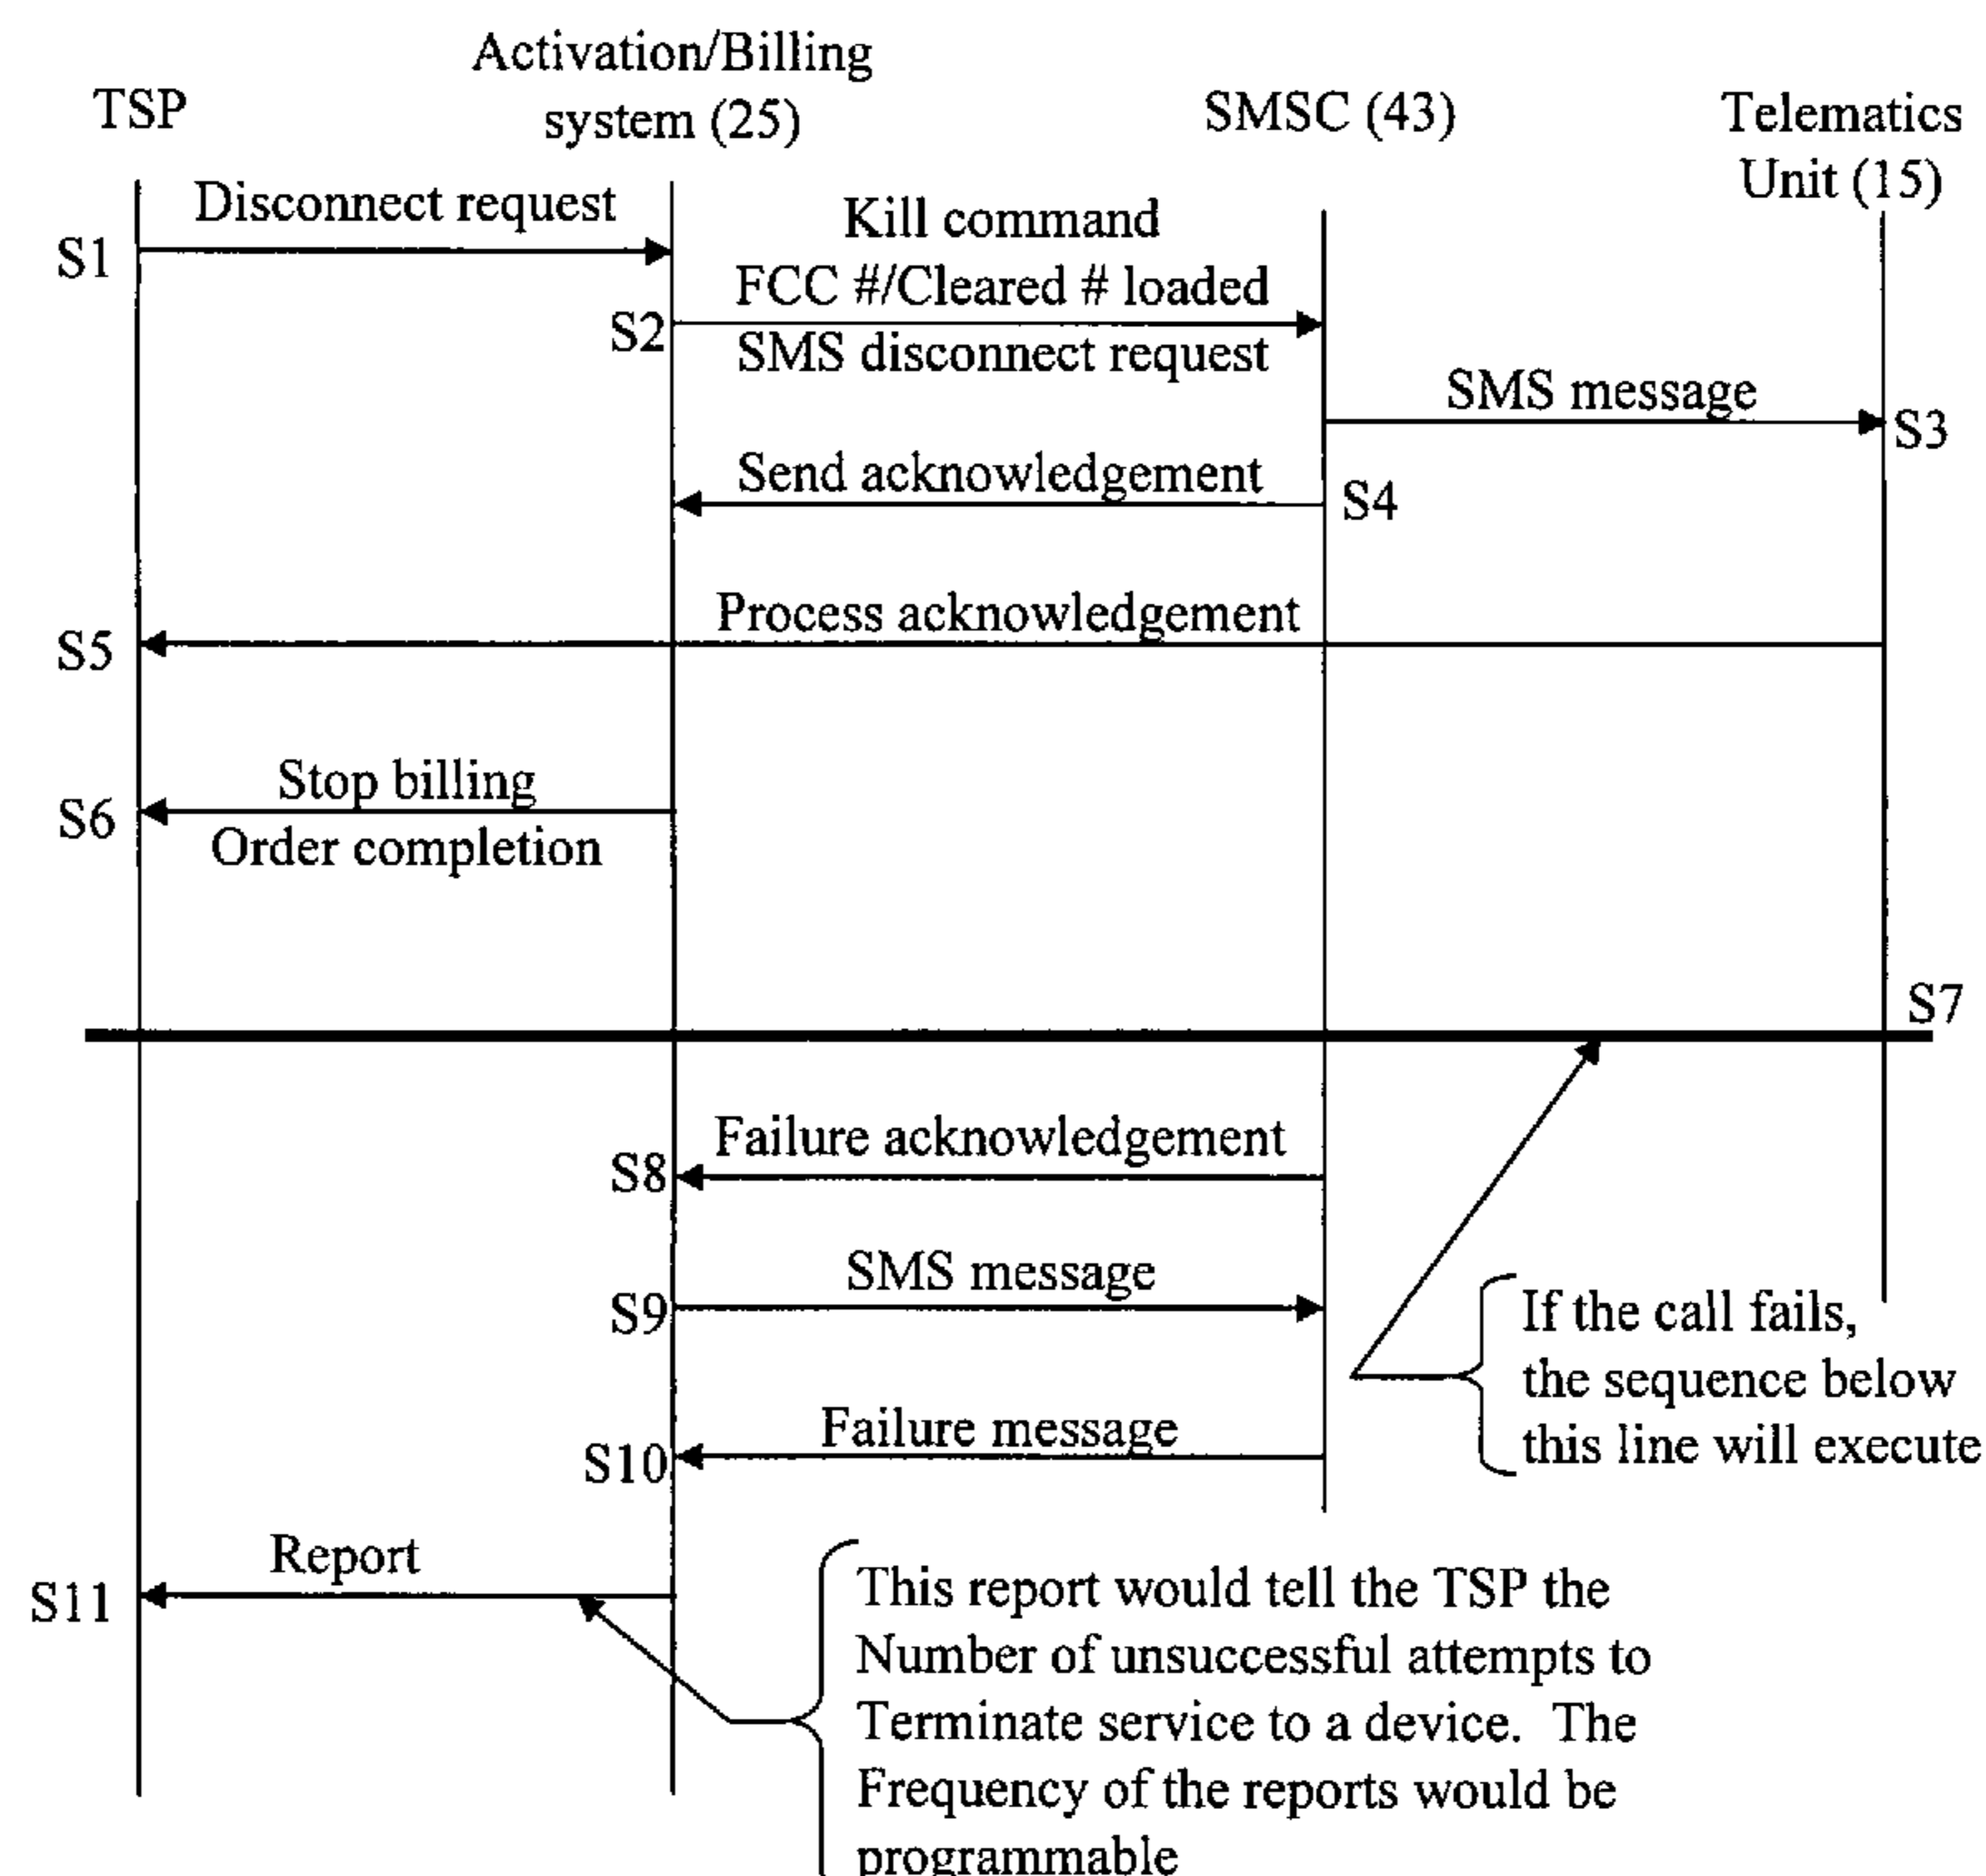 TSP
Activation/Billing
system (25)
SMSC (43)
Telematics
Unit (15)
Disconnect request
S1
Kill command
FCC #/Cleared # loaded
S2
SMS disconnect request
SMS message
S3
Send acknowledgement
S4
Process acknowledgement
S5
Stop billing
S6
Order completion
S7
Failure acknowledgement
S8
SMS message
S9
If the call fails,
the sequence below
this line will execute
Failure message
S10
Report
S11
This report would tell the TSP the
Number of unsuccessful attempts to
Terminate service to a device. The
Frequency of the reports would be
programmable